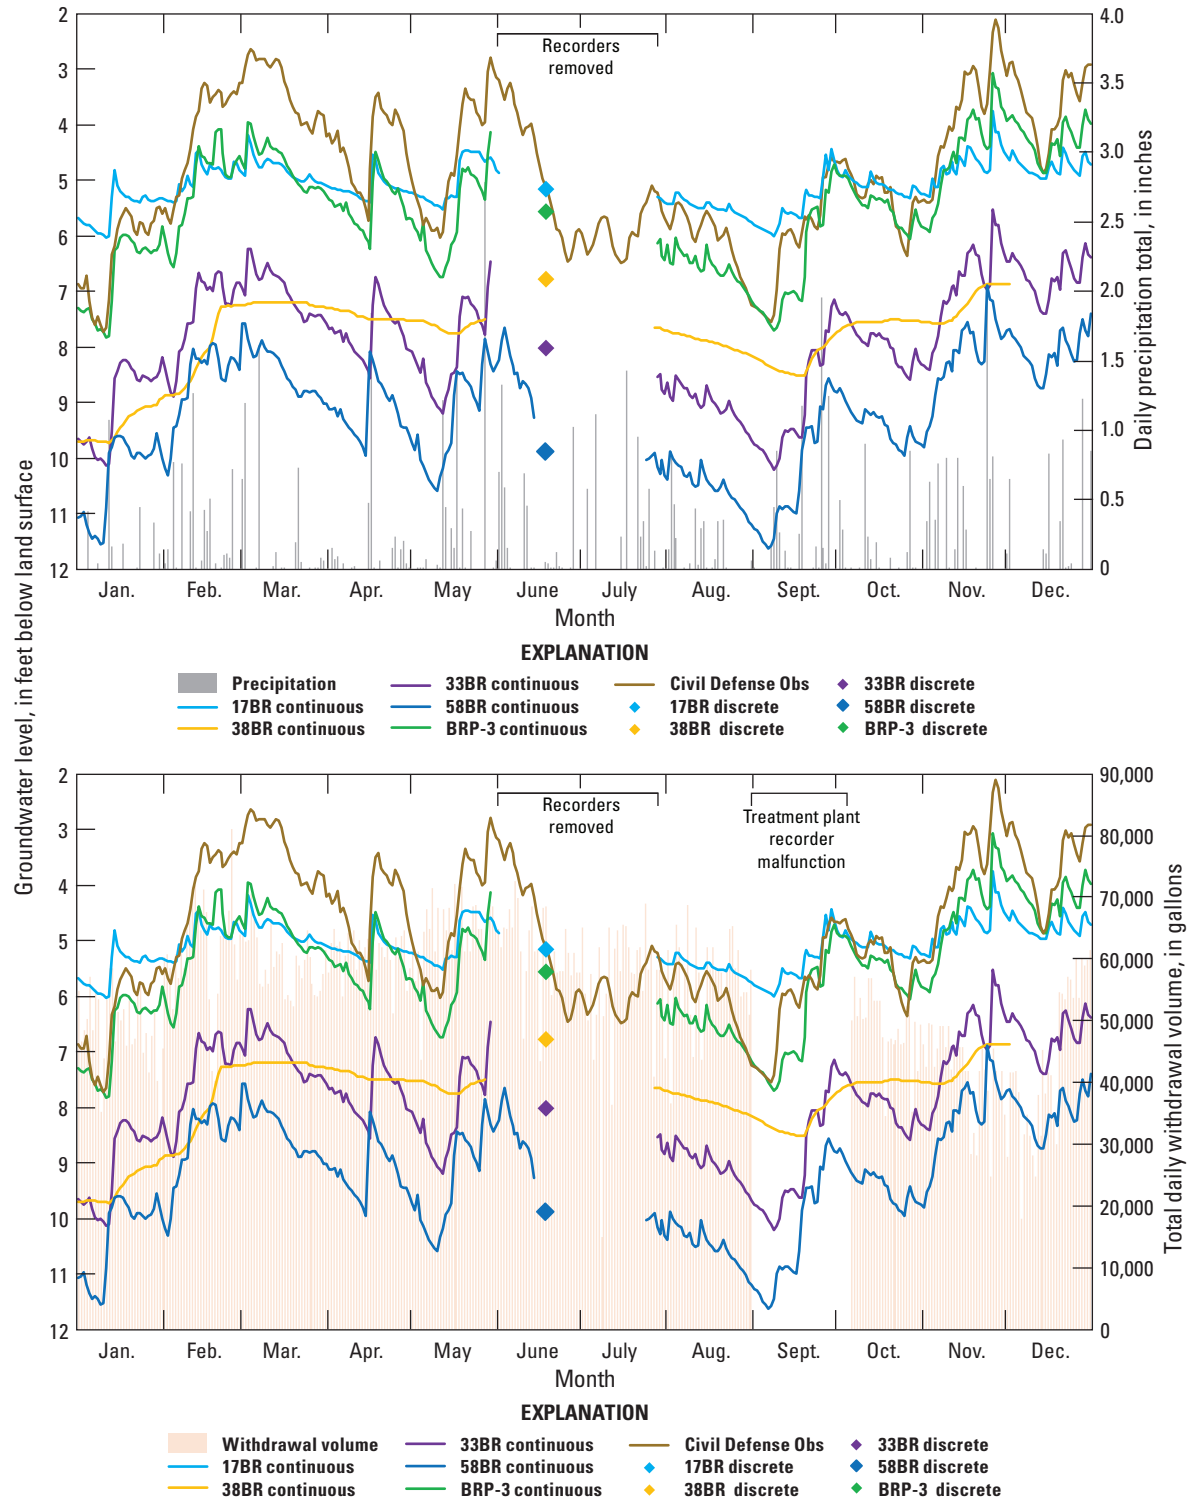 2
3
4
5
6
7
8
9
10
11
12
4.0
3.5
3.0
2.5
2.0
1.5
1.0
0.5
0
Recorders
removed
Daily precipitation total, in inches
Jan. Feb. Mar. Apr. May June July Aug. Sept. Oct. Nov. Dec.
Month
EXPLANATION
Precipitation 33BR continuous Civil Defense Obs 33BR discrete
17BR continuous 58BR continuous 17BR discrete 58BR discrete
38BR continuous BRP-3 continuous 38BR discrete BRP-3 discrete
Groundwater level, in feet below land surface
2
3
4
5
6
7
8
9
10
11
12
90,000
80,000
70,000
60,000
50,000
40,000
30,000
20,000
10,000
0
Recorders
removed
Treatment plant
recorder
malfunction
Total daily withdrawal volume, in gallons
Jan. Feb. Mar. Apr. May June July Aug. Sept. Oct. Nov. Dec.
Month
EXPLANATION
Withdrawal volume 33BR continuous Civil Defense Obs 33BR discrete
17BR continuous 58BR continuous 17BR discrete 58BR discrete
38BR continuous BRP-3 continuous 38BR discrete BRP-3 discrete